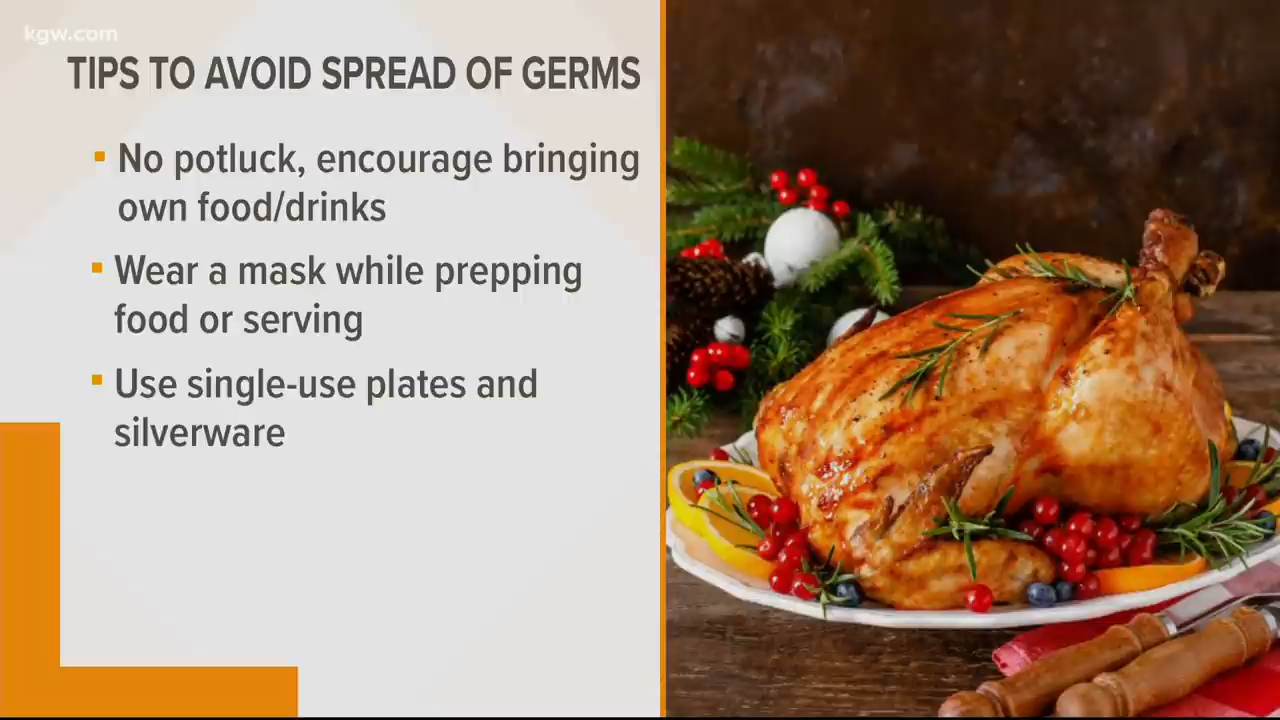 kgw.com
TIPS TO AVOID SPREAD OF GERMS
No potluck, encourage bringing
own food/drinks
Wear a mask while prepping
food or serving
Use single-use plates and
silverware